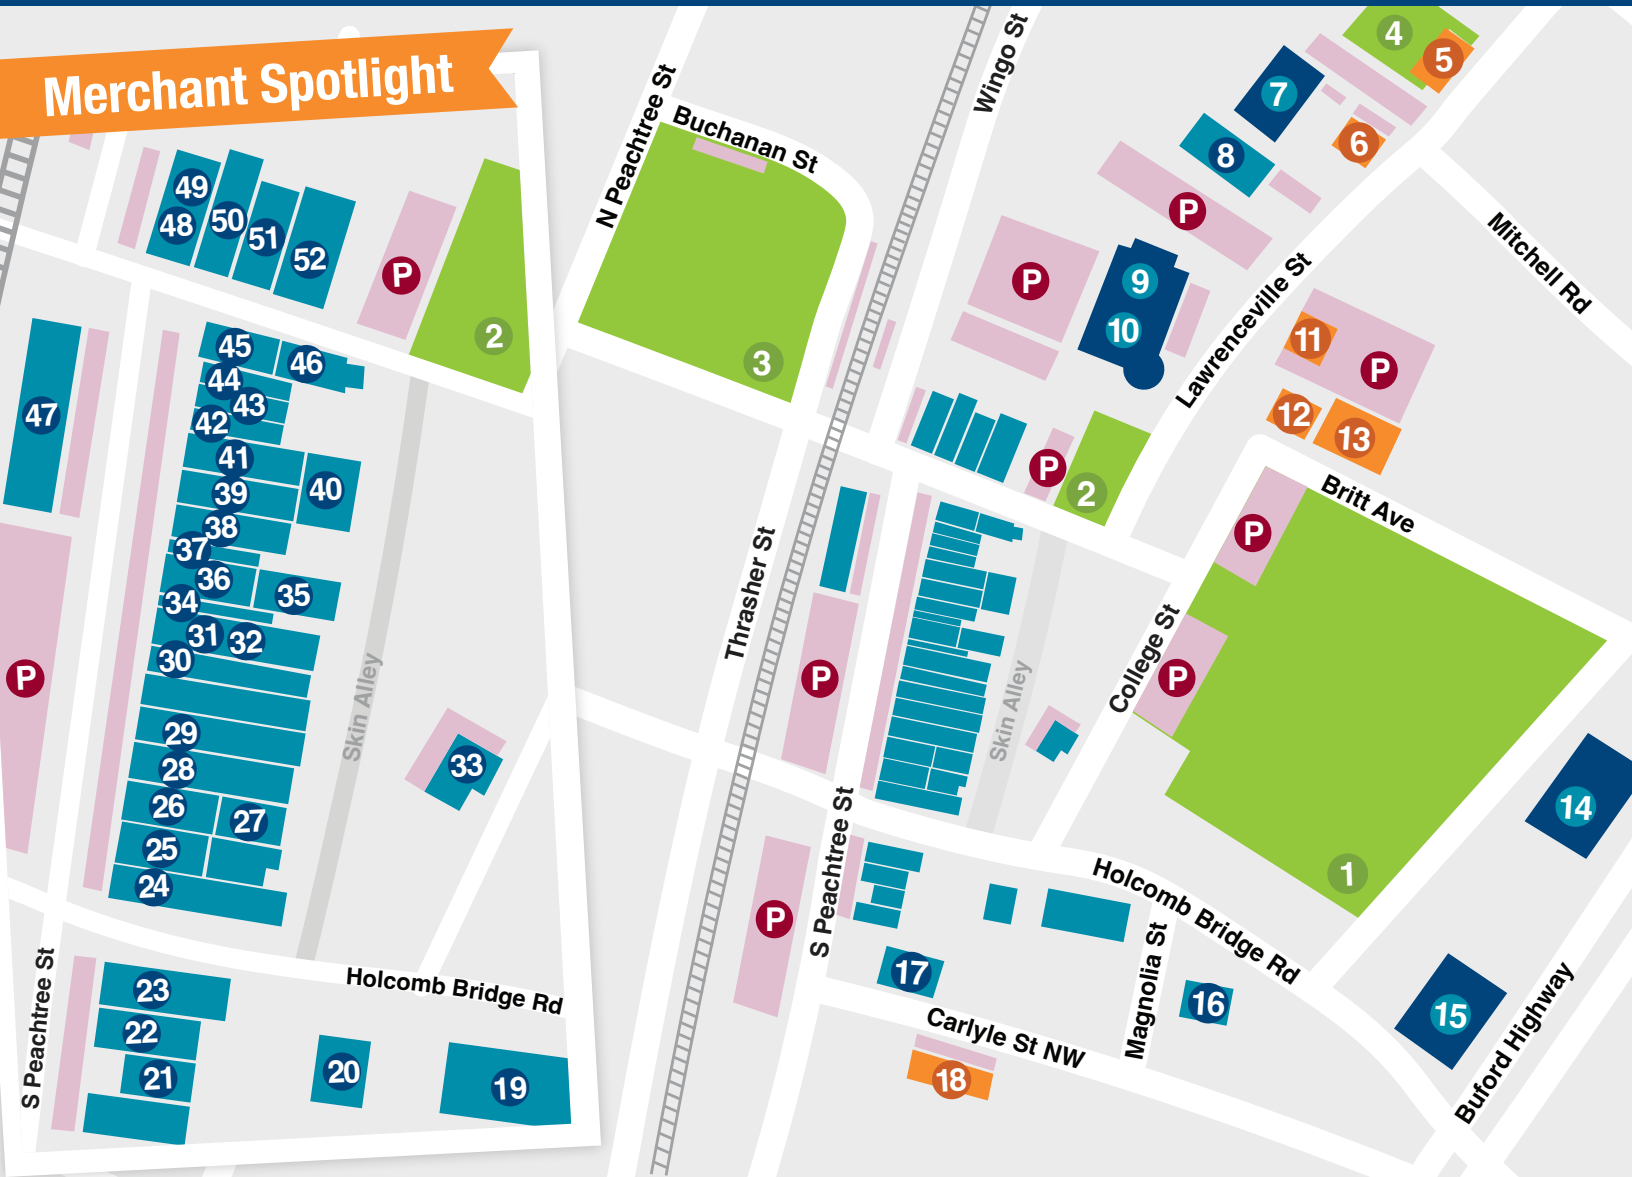 Merchant Spotlight
49
48
50
51
52
P
2
45
46
44
43
42
47
41
40
39
38
37
36
35
34
31
32
30
P
Skin Alley
29
28
33
26
27
25
24
S Peachtree St
Holcomb Bridge Rd
23
22
21
20
19
N Peachtree St
Buchanan St
3
Wingo St
4
5
7
6
8
P
P
9
10
Lawrenceville St
Mitchell Rd
11
P
12
13
P
2
Britt Ave
P
Thrasher St
College St
P
P
Skin Alley
1
14
S Peachtree St
P
Holcomb Bridge Rd
Magnolia St
17
16
15
Carlyle St NW
18
Buford Highway